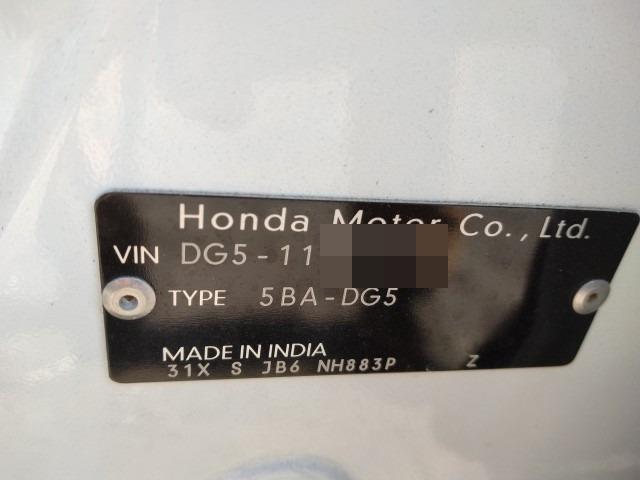 Honda Motor Co., Ltd.
VIN DG5-11
TYPE 5BA-DG5
MADE IN INDIA
31X S JB6 NH883P Z